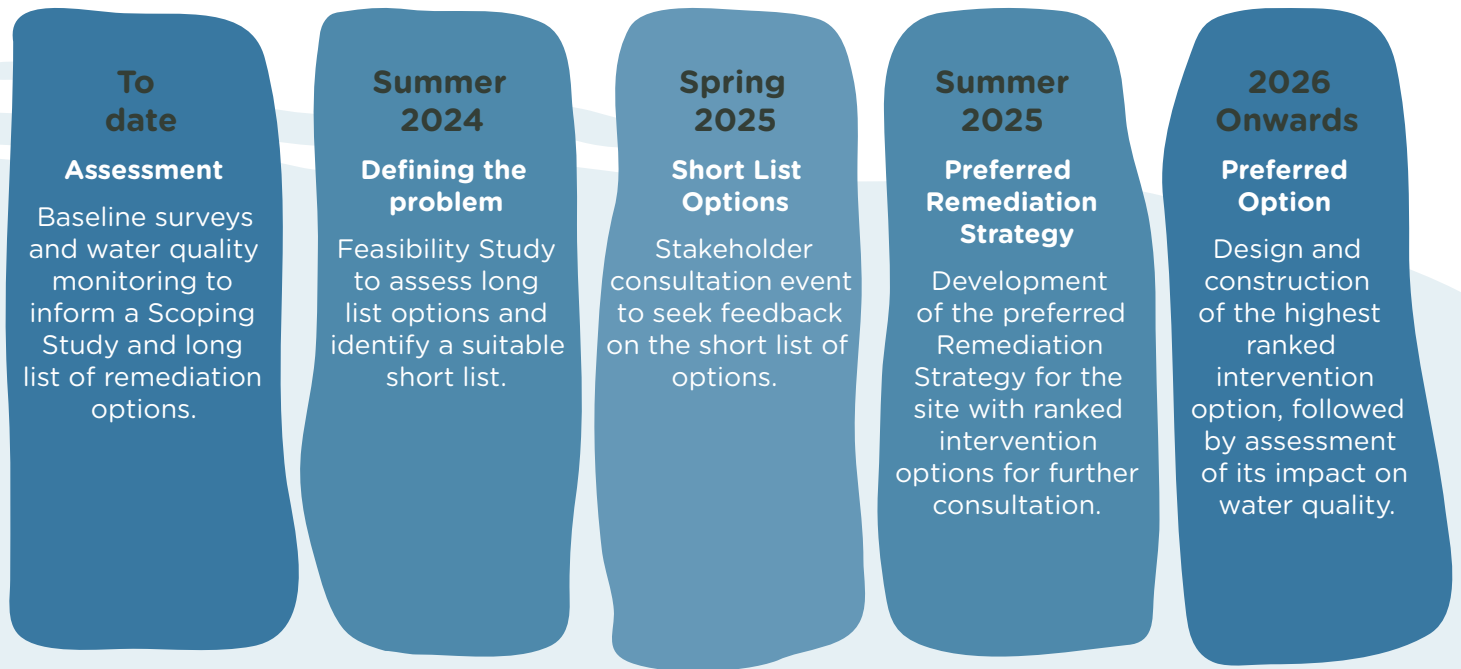 To
date
Assessment
Baseline surveys
and water quality
monitoring to
inform a Scoping
Study and long
list of remediation
options.
Summer
2024
Defining the
problem
Feasibility Study
to assess long
list options and
identify a suitable
short list.
Spring
2025
Short List
Options
Stakeholder
consultation event
to seek feedback
on the short list of
options.
Summer
2025
Preferred
Remediation
Strategy
Development
of the preferred
Remediation
Strategy for the
site with ranked
intervention
options for further
consultation.
2026
Onwards
Preferred
Option
Design and
construction
of the highest
ranked
intervention
option, followed
by assessment
of its impact on
water quality.